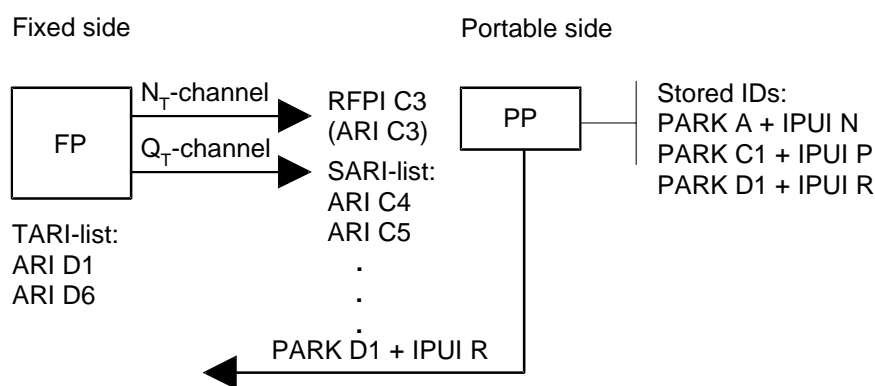 Fixed side
Portable side
FP
N_T-channel
Q_T-channel
RFPI C3
(ARI C3)
SARI-list:
ARI C4
ARI C5
.
.
.
PP
Stored IDs:
PARK A + IPUI N
PARK C1 + IPUI P
PARK D1 + IPUI R
TARI-list:
ARI D1
ARI D6
PARK D1 + IPUI R